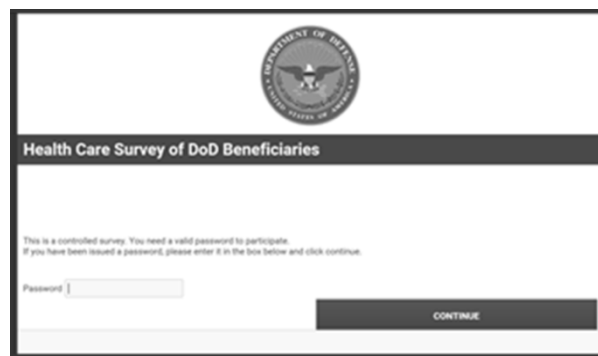 DEPARTMENT OF DEFENSE
UNITED STATES OF AMERICA
Health Care Survey of DoD Beneficiaries
This is a controlled survey. You need a valid password to participate.
If you have been issued a password, please enter it in the box below and click continue.
Password
CONTINUE